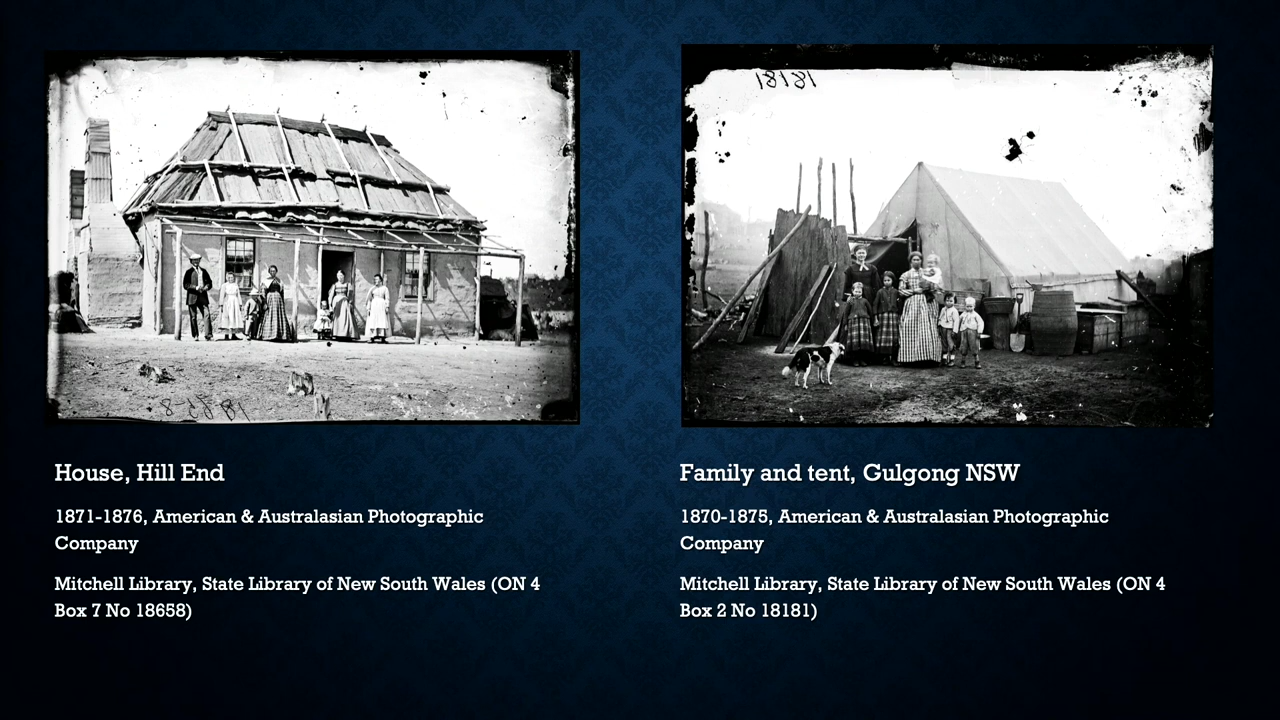 18181
House, Hill End
1871-1876, American & Australasian Photographic
Company
Mitchell Library, State Library of New South Wales (ON 4
Box 7 No 18658)
Family and tent, Gulgong NSW
1870-1875, American & Australasian Photographic
Company
Mitchell Library, State Library of New South Wales (ON 4
Box 2 No 18181)